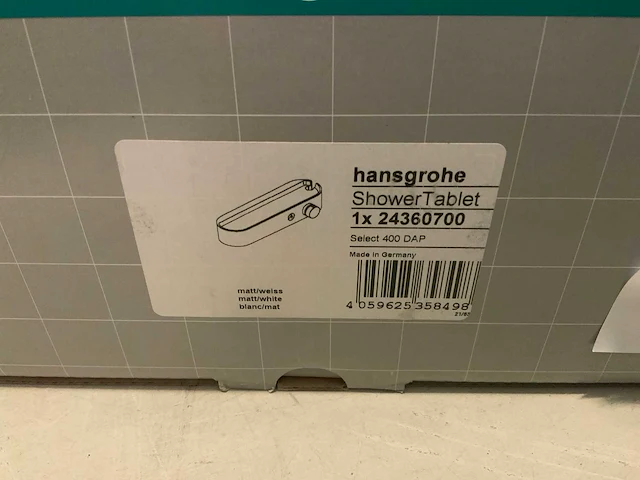 hansgrohe
ShowerTablet
1x 24360700
Select 400 DAP
Made in Germany
matt/weiss
matt/white
blanc/mat
4 059625 358498